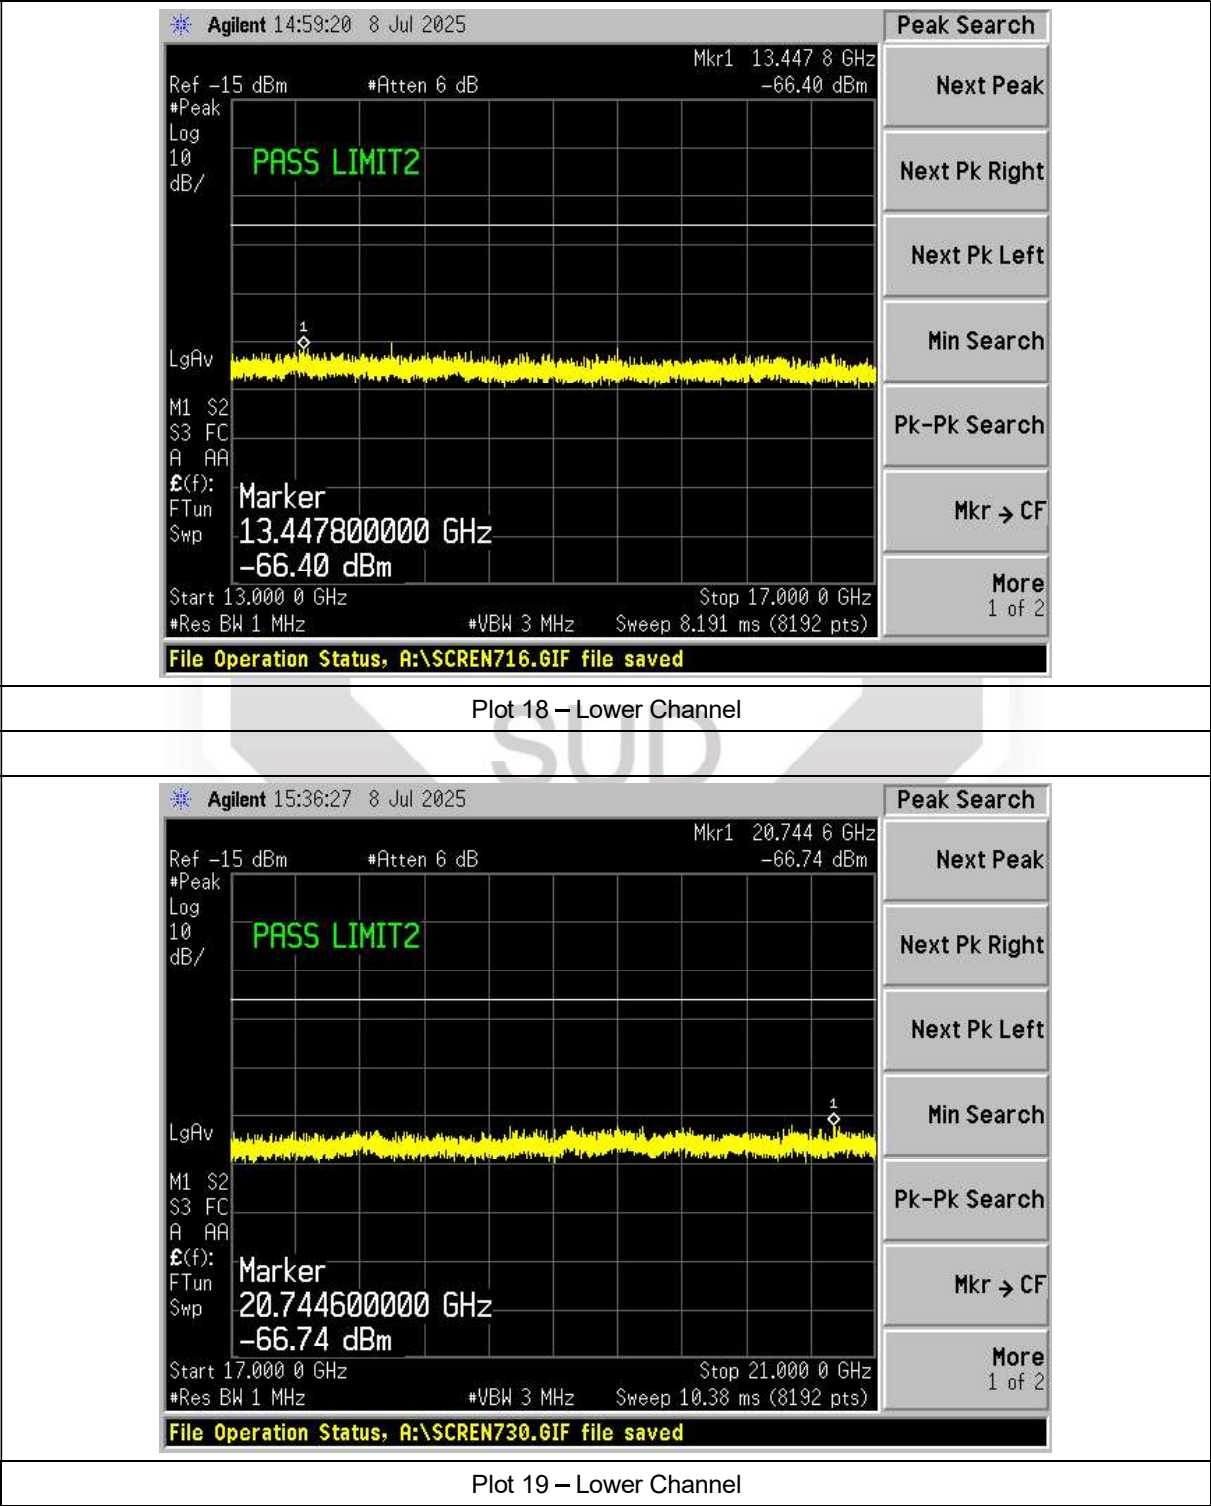 Agilent 14:59:20 8 Jul 2025
Peak Search
Mkr1 13.447 8 GHz
Ref -15 dBm #Atten 6 dB -66.40 dBm
#Peak
Log
10
dB/
PASS LIMIT2
1
LgAv
M1 S2
S3 FC
A AA
£(f):
FTun
Swp
Marker
13.447800000 GHz
-66.40 dBm
Start 13.000 0 GHz Stop 17.000 0 GHz
#Res BW 1 MHz #VBW 3 MHz Sweep 8.191 ms (8192 pts)
File Operation Status, A:\SCREN716.GIF file saved
Next Peak
Next Pk Right
Next Pk Left
Min Search
Pk-Pk Search
Mkr → CF
More
1 of 2
Plot 18 – Lower Channel
SUD
Agilent 15:36:27 8 Jul 2025
Peak Search
Mkr1 20.744 6 GHz
Ref -15 dBm #Atten 6 dB -66.74 dBm
#Peak
Log
10
dB/
PASS LIMIT2
1
LgAv
M1 S2
S3 FC
A AA
£(f):
FTun
Swp
Marker
20.744600000 GHz
-66.74 dBm
Start 17.000 0 GHz Stop 21.000 0 GHz
#Res BW 1 MHz #VBW 3 MHz Sweep 10.38 ms (8192 pts)
File Operation Status, A:\SCREN730.GIF file saved
Next Peak
Next Pk Right
Next Pk Left
Min Search
Pk-Pk Search
Mkr → CF
More
1 of 2
Plot 19 – Lower Channel